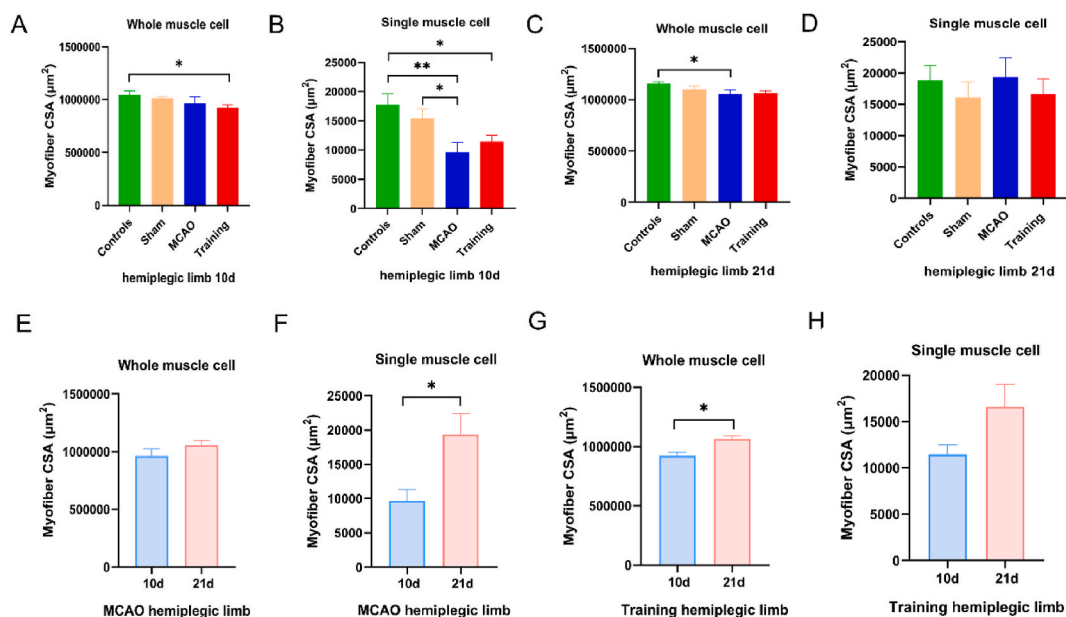 A
Whole muscle cell
Myofiber CSA (µm²)
1500000
1000000
500000
0
*
Controls
Sham
MCAO
Training
hemiplegic limb 10d
B
Single muscle cell
Myofiber CSA (µm²)
25000
20000
15000
10000
5000
0
*
**
*
Controls
Sham
MCAO
Training
hemiplegic limb 10d
C
Whole muscle cell
Myofiber CSA (µm²)
1500000
1000000
500000
0
*
Controls
Sham
MCAO
Training
hemiplegic limb 21d
D
Single muscle cell
Myofiber CSA (µm²)
25000
20000
15000
10000
5000
0
Controls
Sham
MCAO
Training
hemiplegic limb 21d
E
Whole muscle cell
Myofiber CSA (µm²)
1500000
1000000
500000
0
10d
21d
MCAO hemiplegic limb
F
Single muscle cell
Myofiber CSA (µm²)
25000
20000
15000
10000
5000
0
*
10d
21d
MCAO hemiplegic limb
G
Whole muscle cell
Myofiber CSA (µm²)
1500000
1000000
500000
0
*
10d
21d
Training hemiplegic limb
H
Single muscle cell
Myofiber CSA (µm²)
20000
15000
10000
5000
0
10d
21d
Training hemiplegic limb